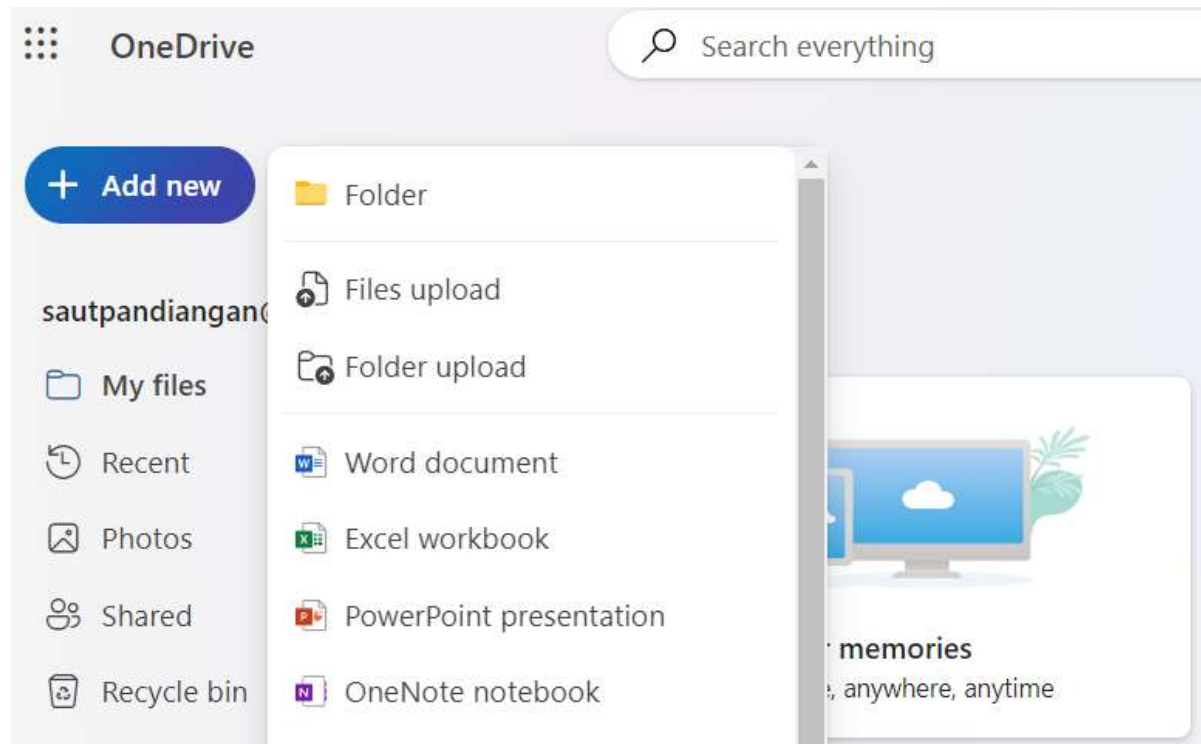 OneDrive
Search everything
Add new
sautpandiangan@
My files
Recent
Photos
Shared
Recycle bin
Folder
Files upload
Folder upload
Word document
Excel workbook
PowerPoint presentation
OneNote notebook
memories
, anywhere, anytime